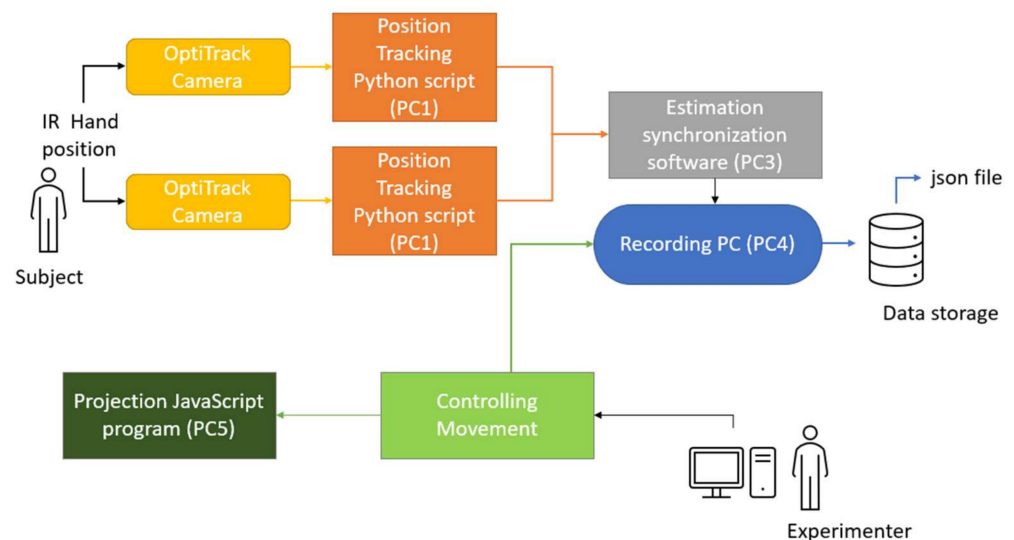 OptiTrack
Camera
Position
Tracking
Python script
(PC1)
IR Hand
position
Subject
OptiTrack
Camera
Position
Tracking
Python script
(PC1)
Estimation
synchronization
software (PC3)
Recording PC (PC4)
json file
Data storage
Projection JavaScript
program (PC5)
Controlling
Movement
Experimenter